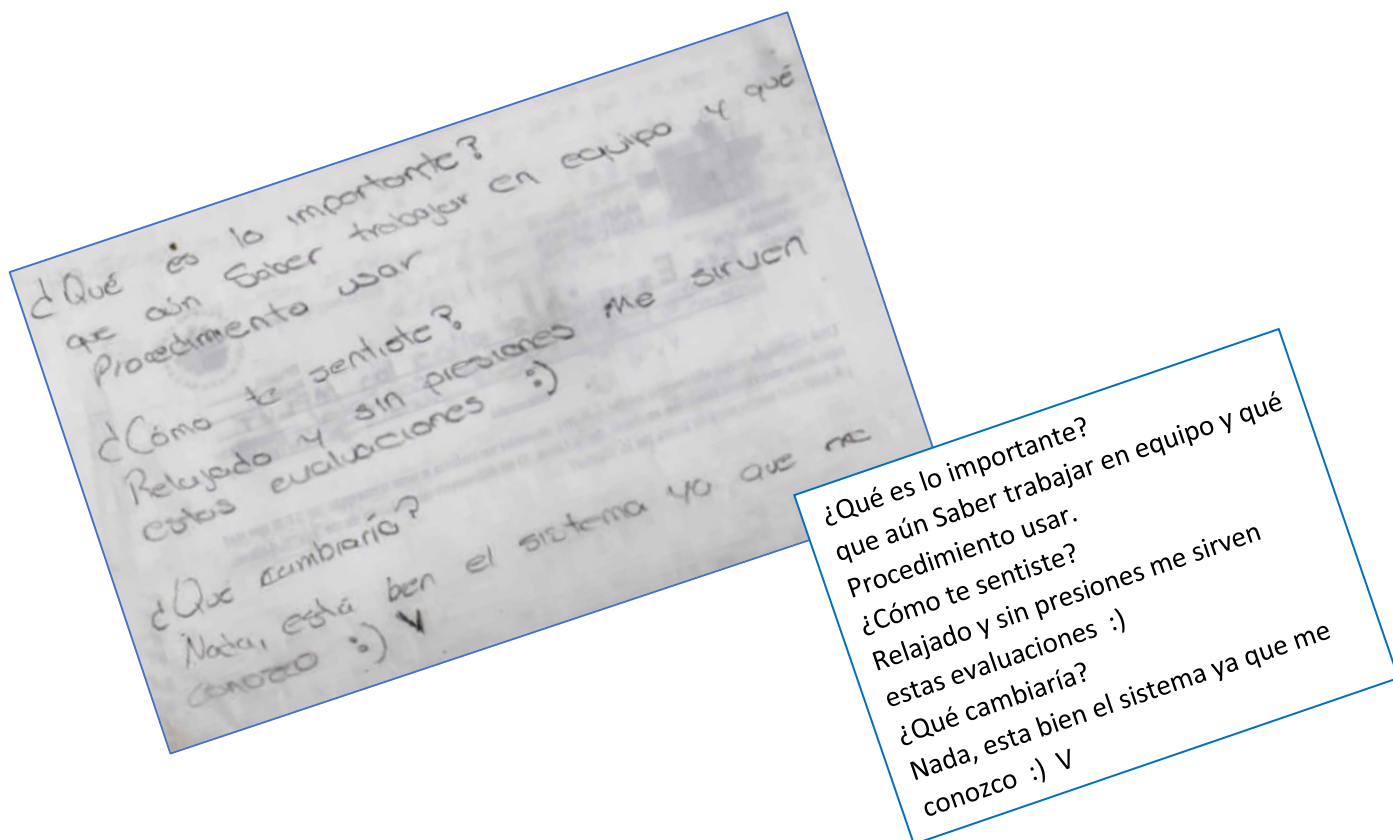 ¿Qué és lo importante?
que aún Saber trabajar en equipo y qué
Procedimiento usar
¿Cómo te sentiste?
Relajado y sin presiones me sirven
estas evaluaciones :)
¿Qué cambiaría?
Nada, está ben el sistema ya que me
conozco :) V
¿Qué es lo importante?
que aún Saber trabajar en equipo y qué
Procedimiento usar.
¿Cómo te sentiste?
Relajado y sin presiones me sirven
estas evaluaciones :)
¿Qué cambiaría?
Nada, esta bien el sistema ya que me
conozco :) V